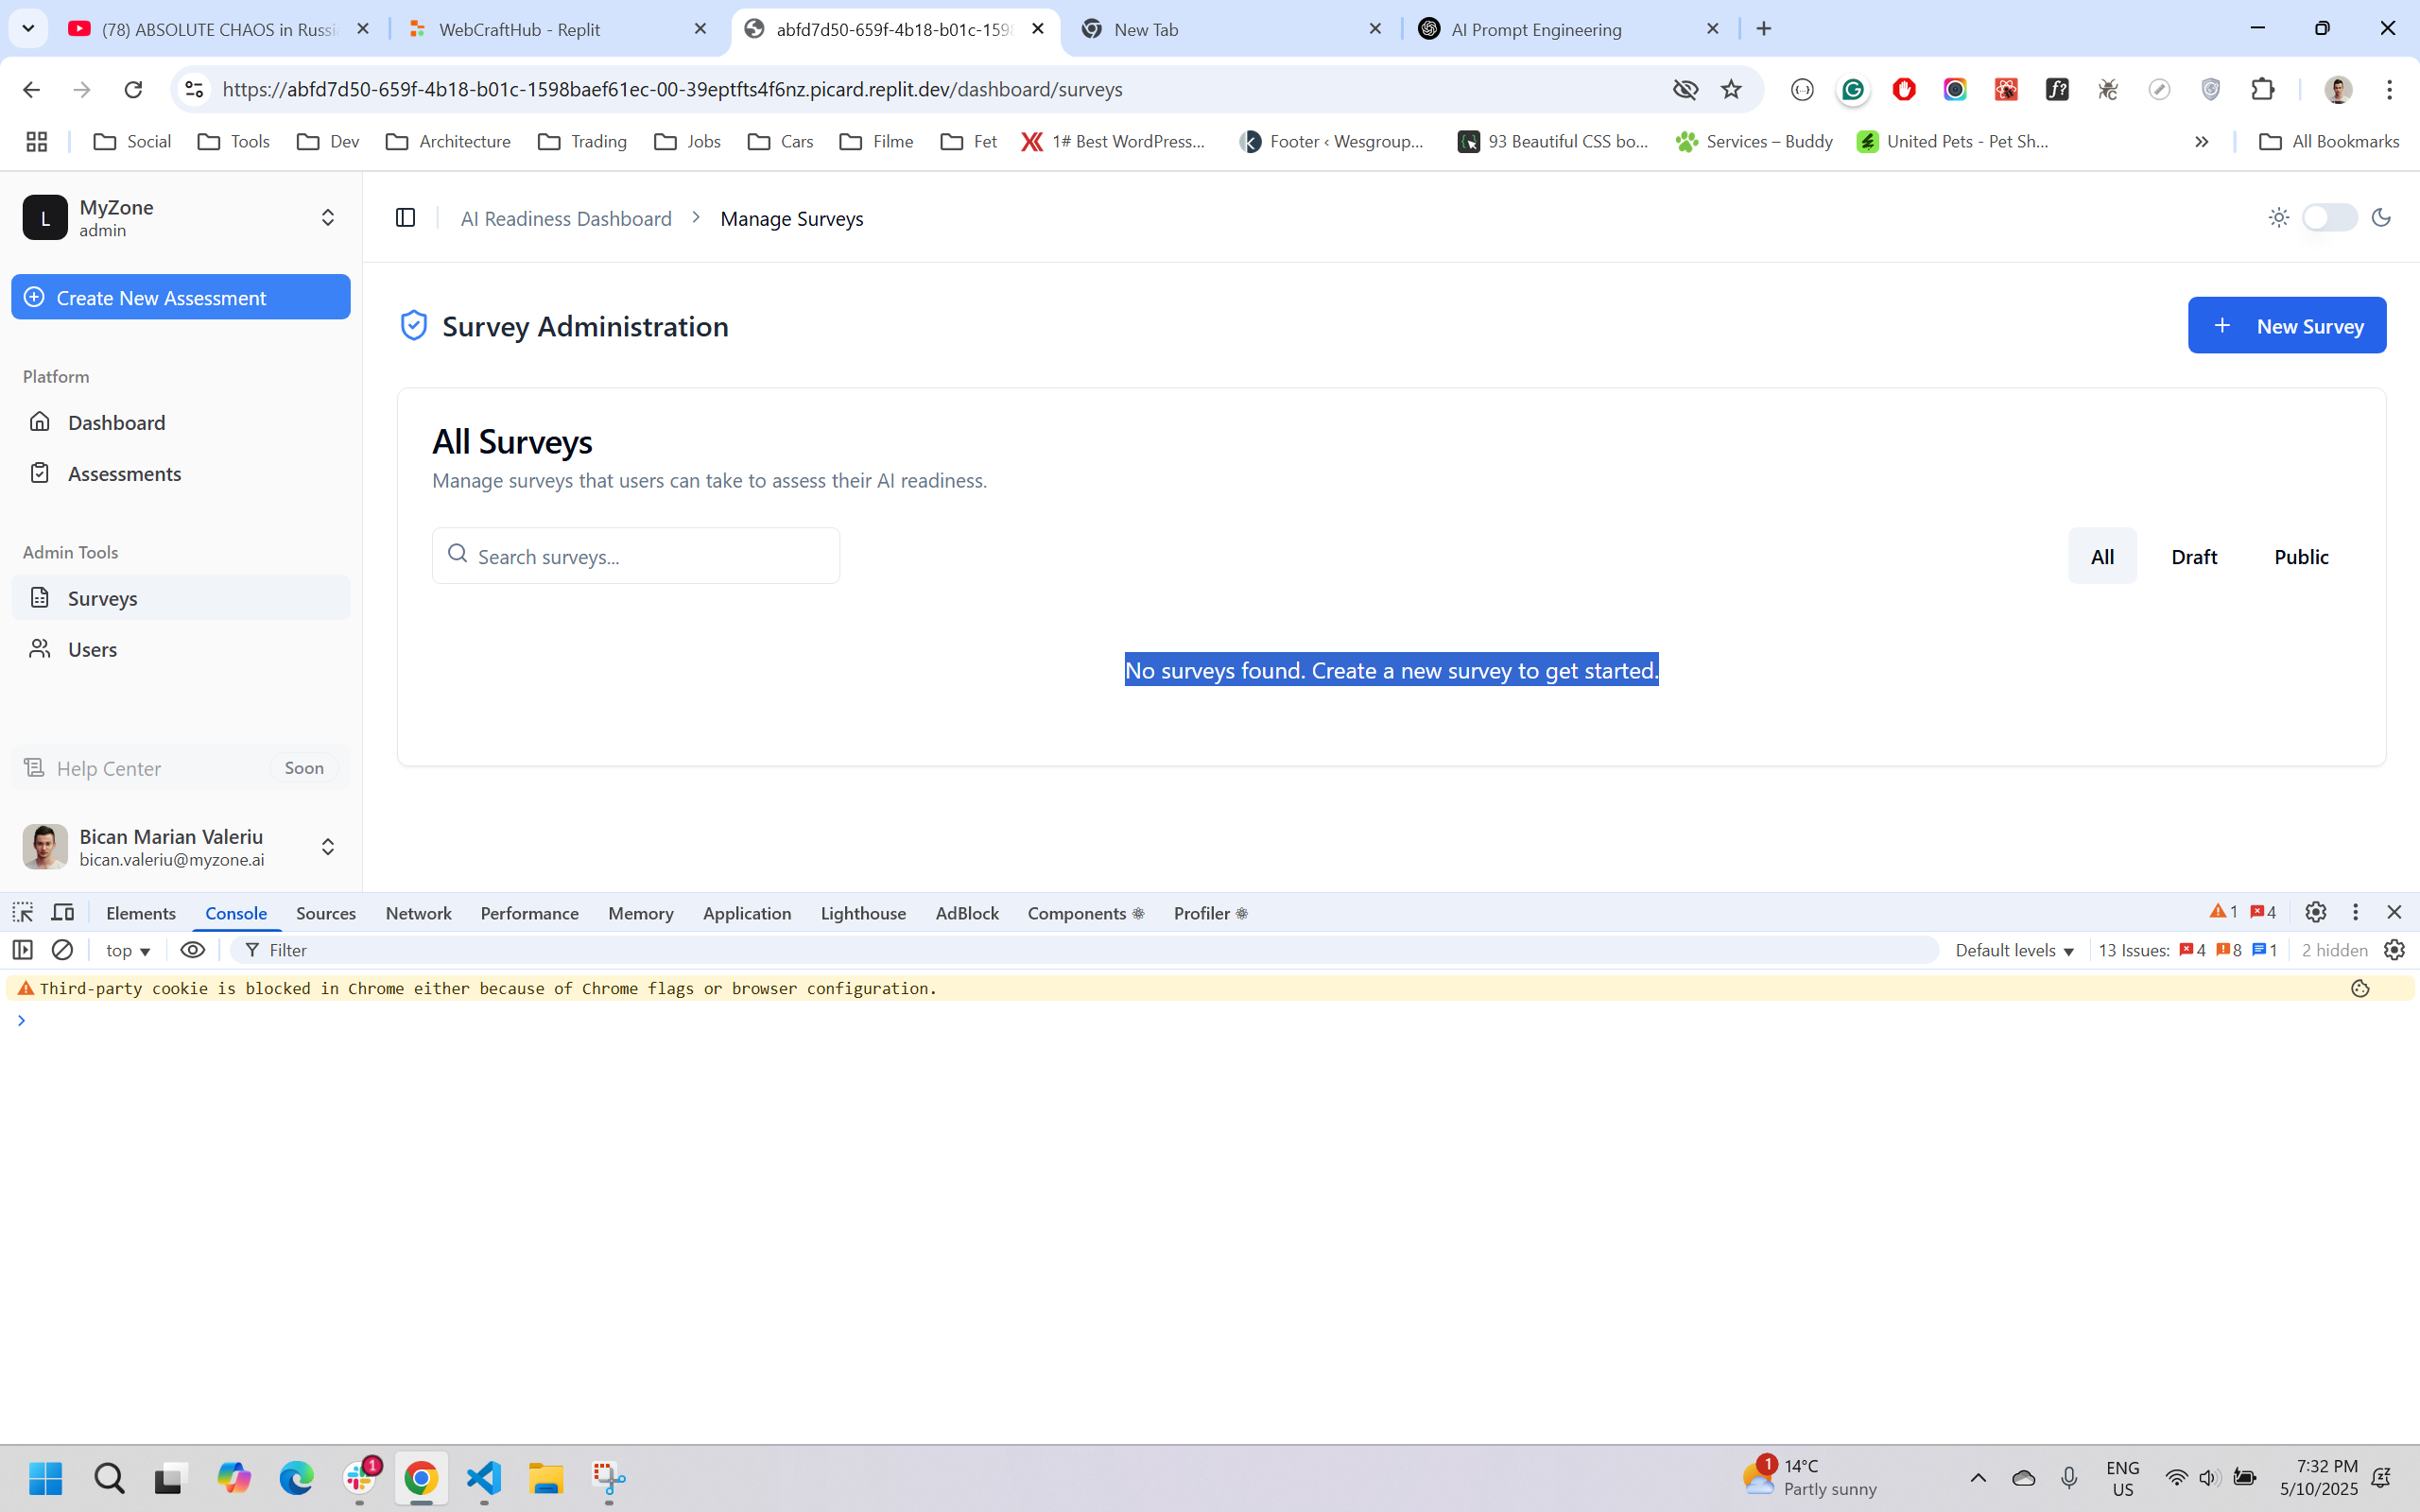 (78) ABSOLUTE CHAOS in Russi
WebCraftHub - Replit
abfd7d50-659f-4b18-b01c-159
New Tab
AI Prompt Engineering
https://abfd7d50-659f-4b18-b01c-1598baef61ec-00-39eptfts4f6nz.picard.replit.dev/dashboard/surveys
Social
Tools
Dev
Architecture
Trading
Jobs
Cars
Filme
Fet
1# Best WordPress...
Footer ‹ Wesgroup...
93 Beautiful CSS bo...
Services – Buddy
United Pets - Pet Sh...
»
All Bookmarks
L
MyZone
admin
AI Readiness Dashboard > Manage Surveys
Create New Assessment
Survey Administration
+ New Survey
Platform
Dashboard
Assessments
All Surveys
Manage surveys that users can take to assess their AI readiness.
Search surveys...
All
Draft
Public
Admin Tools
Surveys
Users
No surveys found. Create a new survey to get started.
Help Center
Soon
Bican Marian Valeriu
bican.valeriu@myzone.ai
Elements
Console
Sources
Network
Performance
Memory
Application
Lighthouse
AdBlock
Components
Profiler
1
4
top
Filter
Default levels
13 Issues: 4 8 1
2 hidden
Third-party cookie is blocked in Chrome either because of Chrome flags or browser configuration.
1
1
14°C
Partly sunny
ENG
US
7:32 PM
5/10/2025